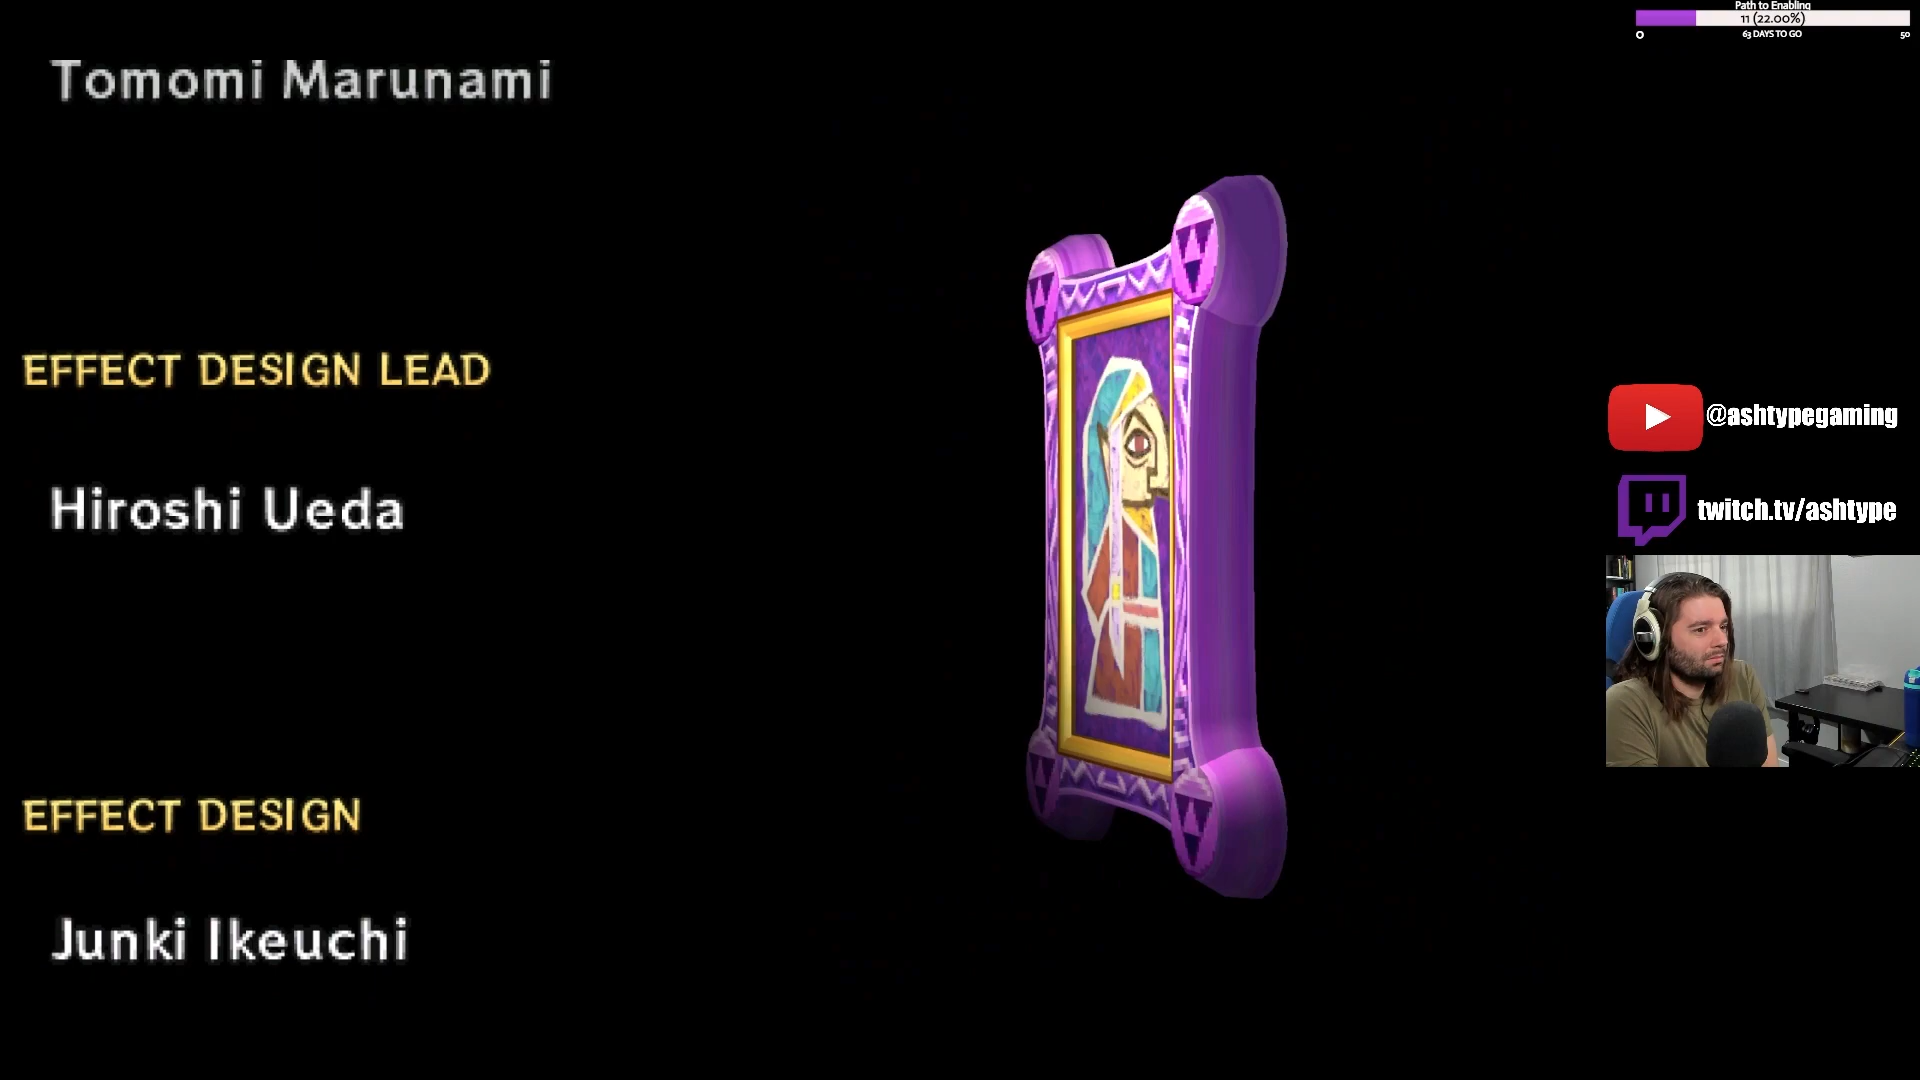 Path to Enabling
11 (22.00%)
0
63 DAYS TO GO
50
Tomomi Marunami
EFFECT DESIGN LEAD
Hiroshi Ueda
EFFECT DESIGN
Junki Ikeuchi
@ashtypegaming
twitch.tv/ashtype